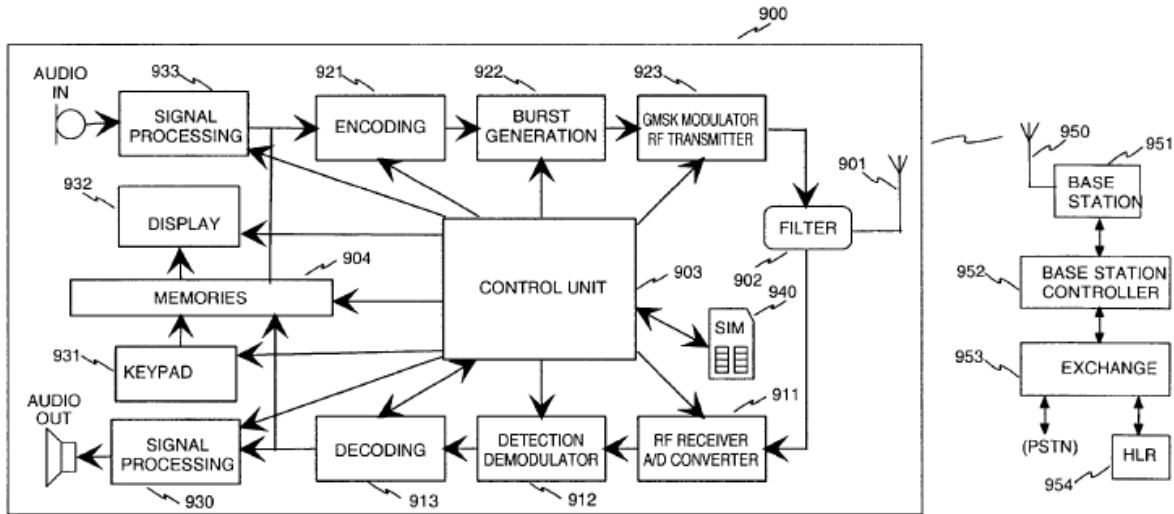 900
AUDIO
IN
933
SIGNAL
PROCESSING
921
ENCODING
922
BURST
GENERATION
923
GMSK MODULATOR
RF TRANSMITTER
901
950
951
BASE
STATION
932
DISPLAY
FILTER
902
904
MEMORIES
CONTROL UNIT
903
940
SIM
952
BASE STATION
CONTROLLER
931
KEYPAD
953
EXCHANGE
AUDIO
OUT
SIGNAL
PROCESSING
930
DECODING
913
DETECTION
DEMODULATOR
912
911
RF RECEIVER
A/D CONVERTER
(PSTN)
HLR
954